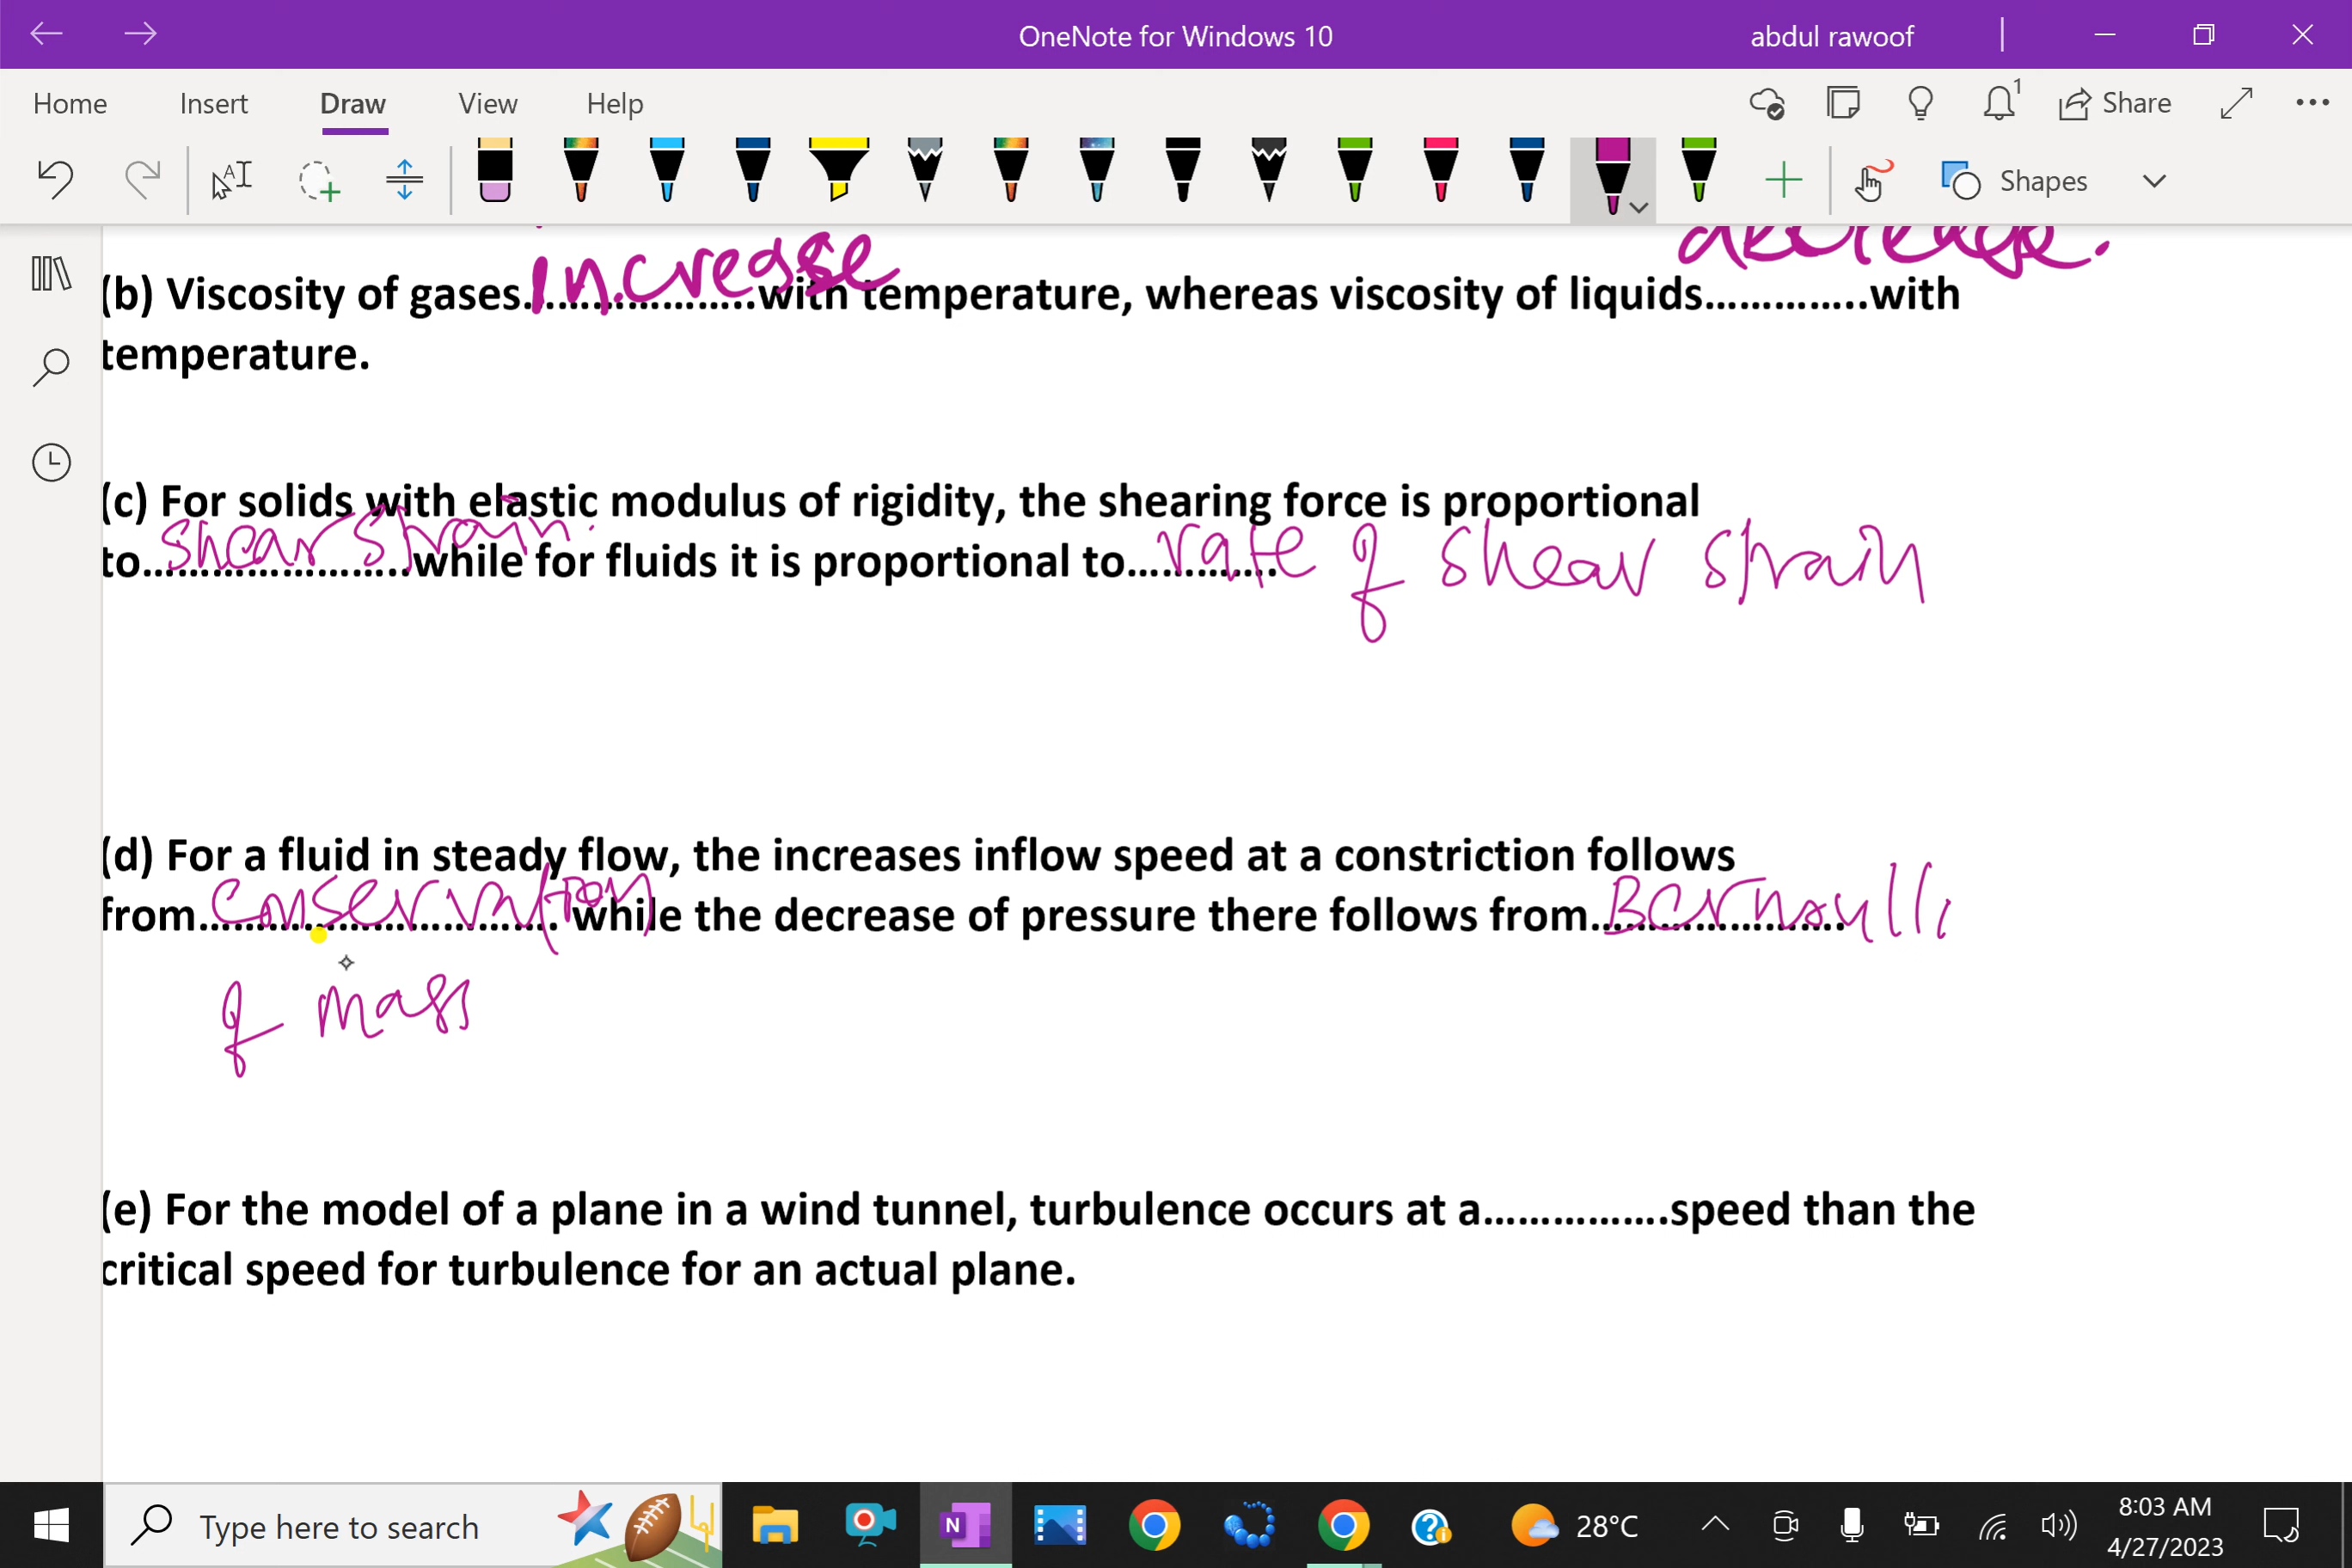 OneNote for Windows 10
abdul rawoof
Home Insert Draw View Help
1
Share
Shapes
increase
decrease.
(b) Viscosity of gases....................with temperature, whereas viscosity of liquids..............with
temperature.
(c) For solids with elastic modulus of rigidity, the shearing force is proportional
shear strain.
to.......................while for fluids it is proportional to.............
rate of shear strain
(d) For a fluid in steady flow, the increases inflow speed at a constriction follows
conservation
from............................... while the decrease of pressure there follows from......................
Bernoulli
of mass
(e) For the model of a plane in a wind tunnel, turbulence occurs at a................speed than the
critical speed for turbulence for an actual plane.
Type here to search
28°C
8:03 AM
4/27/2023